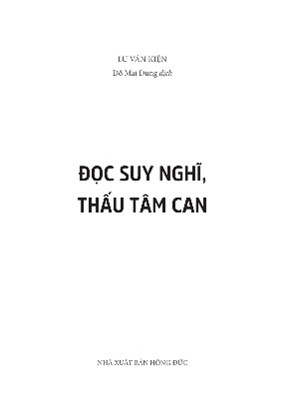 LƯ VĂN KIỆN
Đỗ Mai Dung dịch
ĐỌC SUY NGHĨ,
THẤU TÂM CAN
NHÀ XUẤT BẢN HỒNG ĐỨC